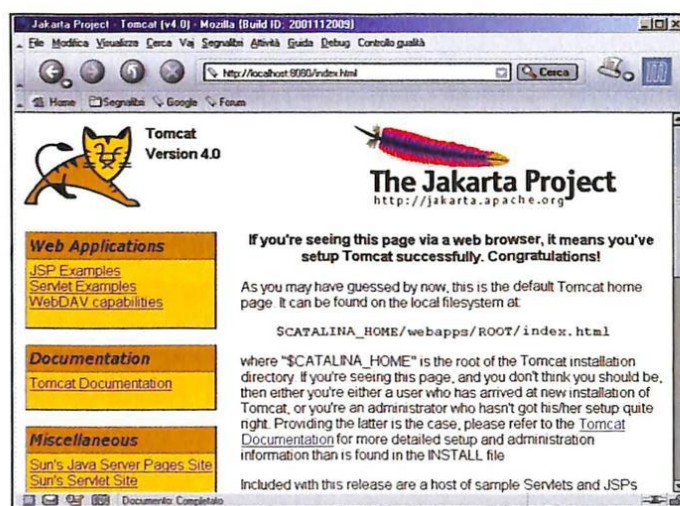 Jakarta Project - Tomcat (v4.0) - Mozilla {Build ID: 2001112009}
File Modifica Visualizza Cerca Vai Segnalibri Attività Guida Debug Controllo qualità
http://localhost:8080/index.html
Cerca
Home Segnalibri Google Forum
Tomcat
Version 4.0
The Jakarta Project
http://jakarta.apache.org
Web Applications
JSP Examples
Servlet Examples
WebDAV capabilities
Documentation
Tomcat Documentation
Miscellaneous
Sun's Java Server Pages Site
Sun's Servlet Site
If you're seeing this page via a web browser, it means you've
setup Tomcat successfully. Congratulations!
As you may have guessed by now, this is the default Tomcat home
page. It can be found on the local filesystem at:
$CATALINA_HOME/webapps/ROOT/index.html
where "$CATALINA_HOME" is the root of the Tomcat installation
directory. If you're seeing this page, and you don't think you should be,
then either you're either a user who has arrived at new installation of
Tomcat, or you're an administrator who hasn't got his/her setup quite
right. Providing the latter is the case, please refer to the Tomcat
Documentation for more detailed setup and administration
information than is found in the INSTALL file
Included with this release are a host of sample Servlets and JSPs
Documento: Completato